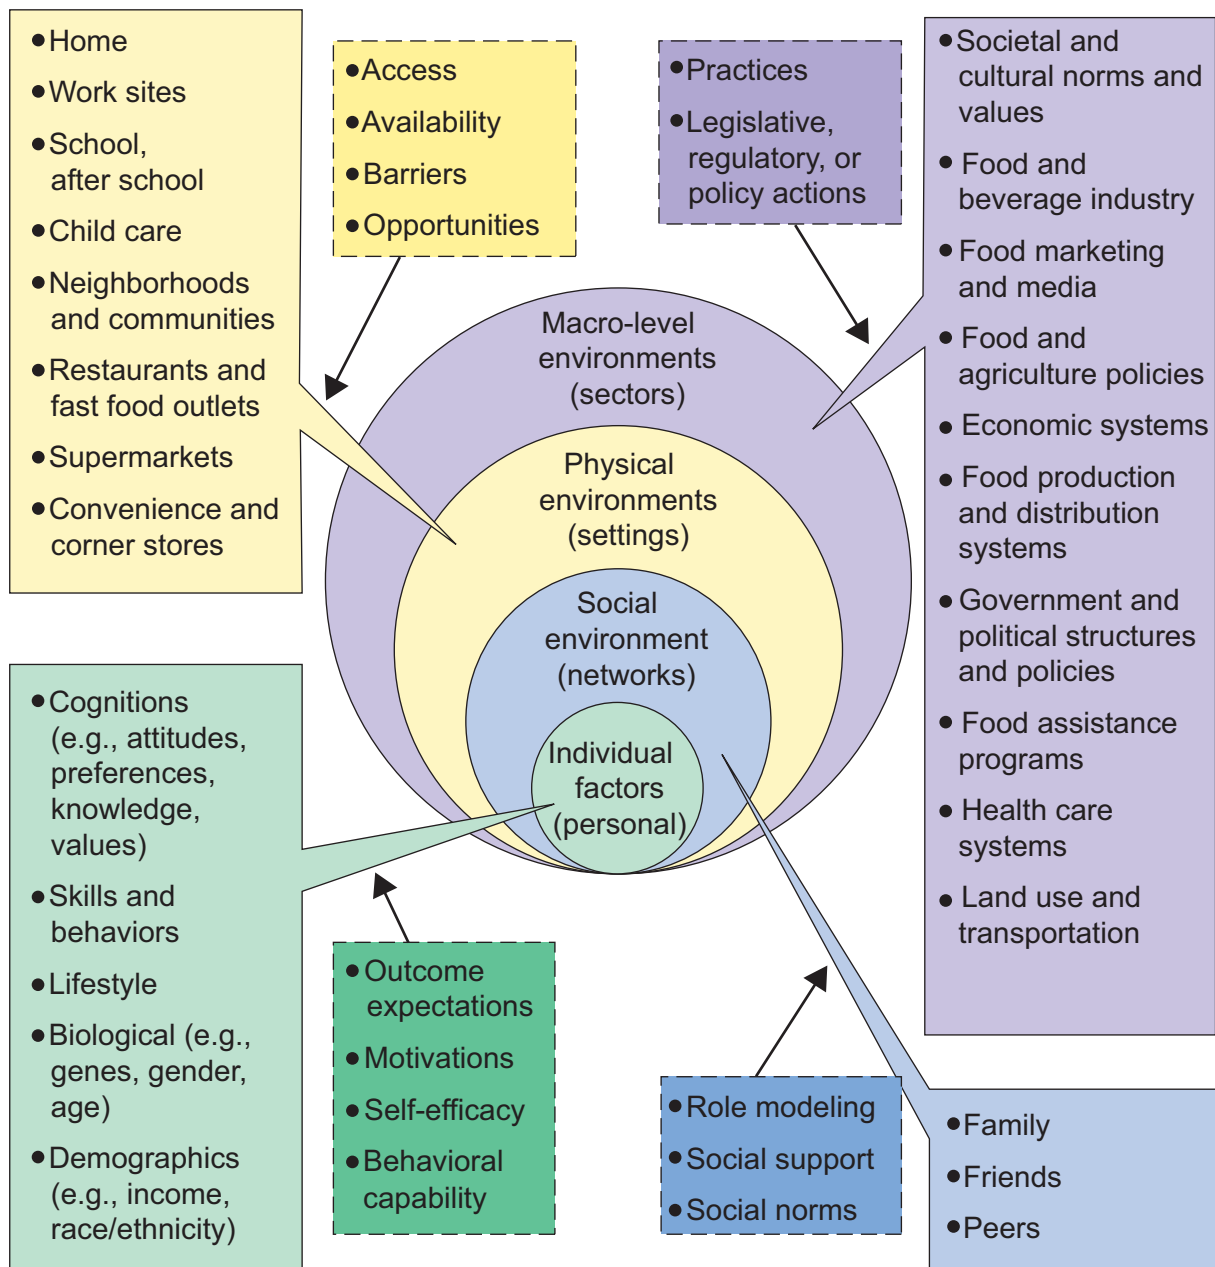 ● Home
● Work sites
● School,
after school
● Child care
● Neighborhoods
and communities
● Restaurants and
fast food outlets
● Supermarkets
● Convenience and
corner stores
● Access
● Availability
● Barriers
● Opportunities
● Practices
● Legislative,
regulatory, or
policy actions
● Societal and
cultural norms and
values
● Food and
beverage industry
● Food marketing
and media
● Food and
agriculture policies
● Economic systems
● Food production
and distribution
systems
● Government and
political structures
and policies
● Food assistance
programs
● Health care
systems
● Land use and
transportation
Macro-level
environments
(sectors)
Physical
environments
(settings)
Social
environment
(networks)
Individual
factors
(personal)
● Cognitions
(e.g., attitudes,
preferences,
knowledge,
values)
● Skills and
behaviors
● Lifestyle
● Biological (e.g.,
genes, gender,
age)
● Demographics
(e.g., income,
race/ethnicity)
● Outcome
expectations
● Motivations
● Self-efficacy
● Behavioral
capability
● Role modeling
● Social support
● Social norms
● Family
● Friends
● Peers